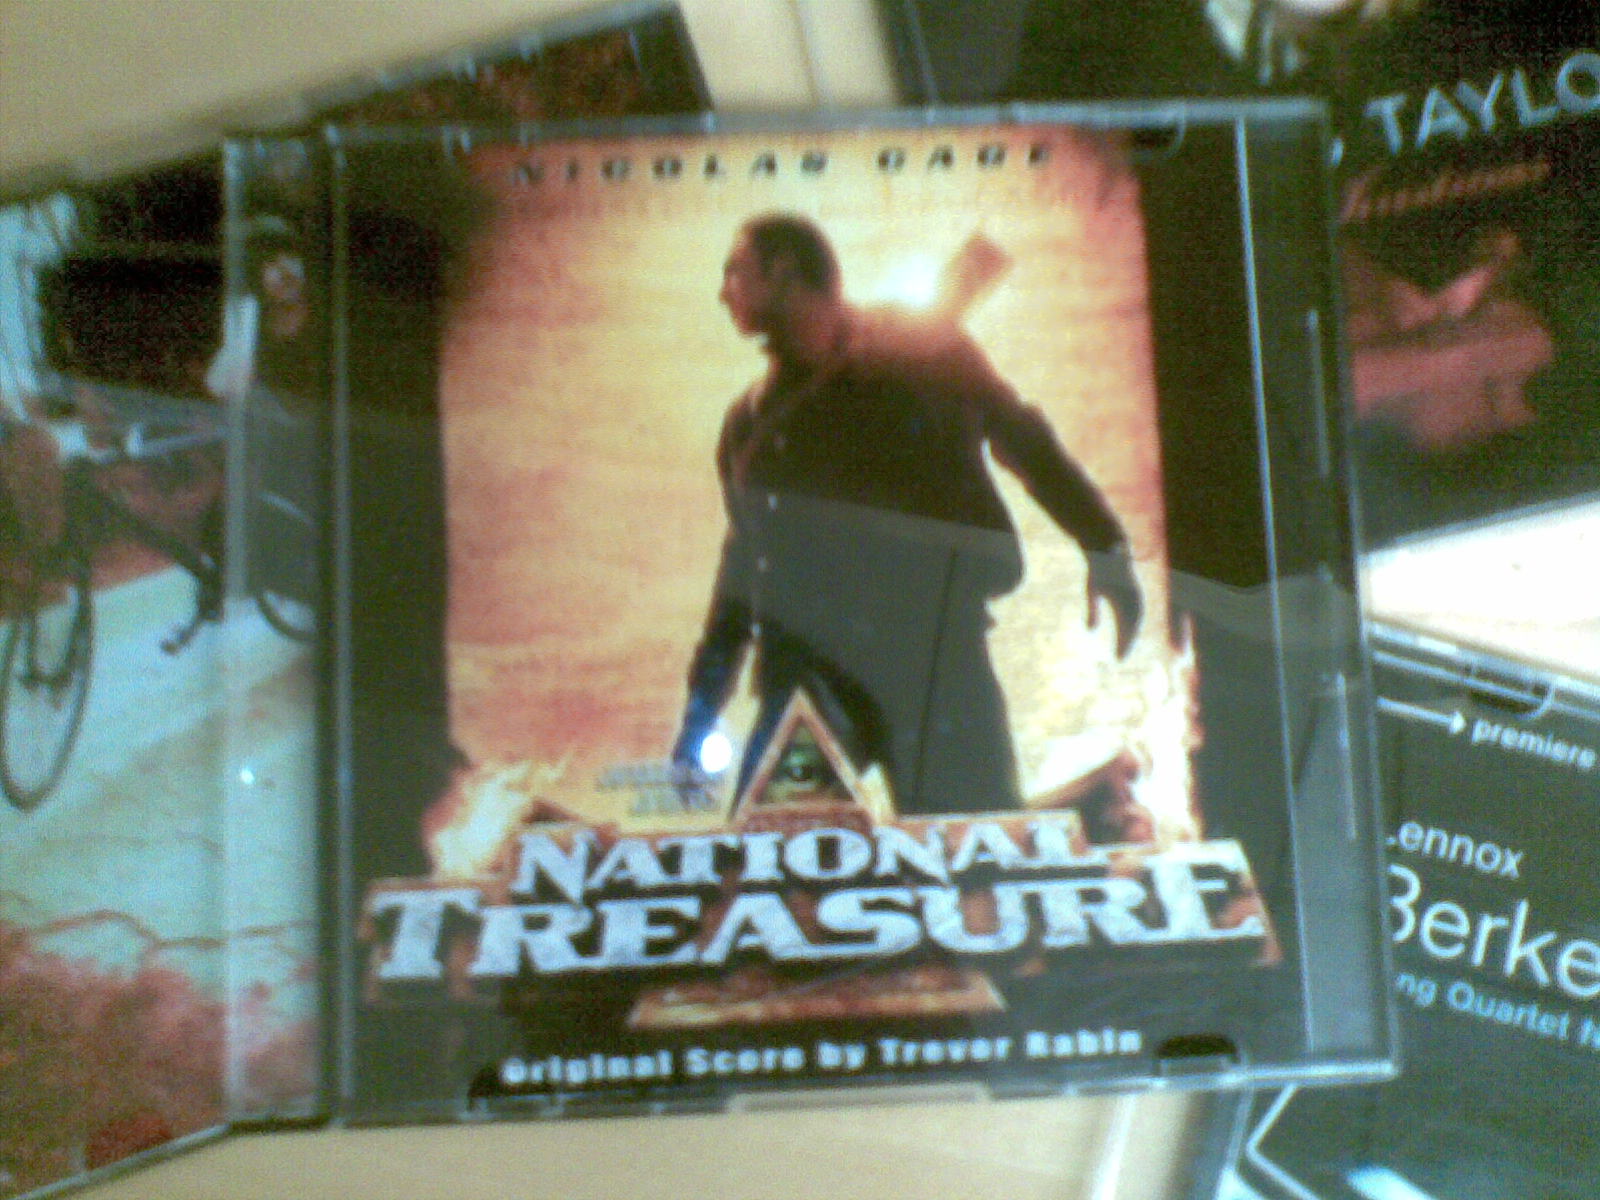 NICOLAS CAGE
NATIONAL
TREASURE
Original Score by Trevor Rabin
TAYLO
premiere
Lennox
Berke
ng Quartet